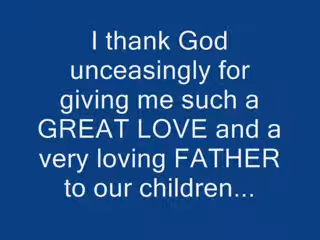 I thank God
unceasingly for
giving me such a
GREAT LOVE and a
very loving FATHER
to our children...